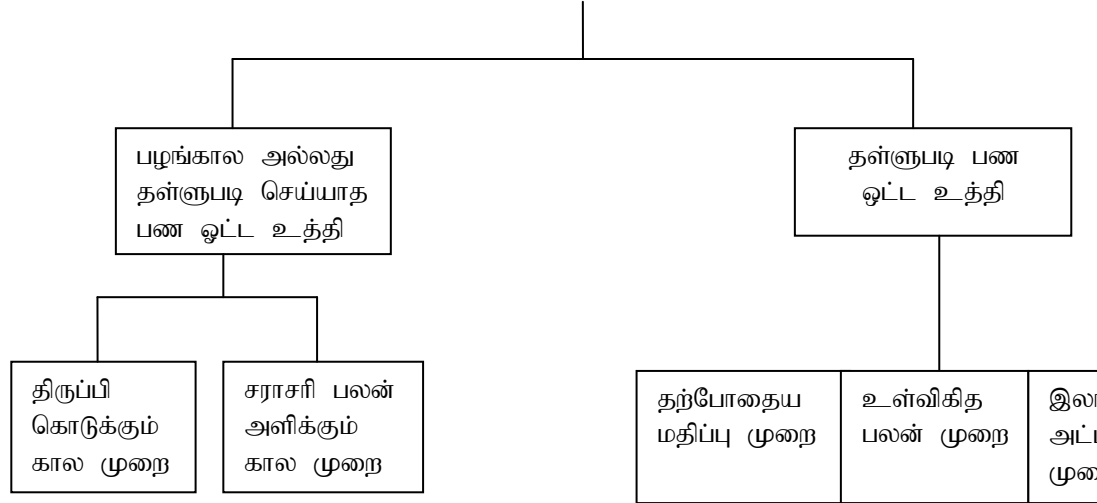 பழங்கால அல்லது
தள்ளுபடி செய்யாத
பண ஓட்ட உத்தி
தள்ளுபடி பண
ஒட்ட உத்தி
திருப்பி
கொடுக்கும்
கால முறை
சராசரி பலன்
அளிக்கும்
கால முறை
தற்போதைய
மதிப்பு முறை
உள்விகித
பலன் முறை